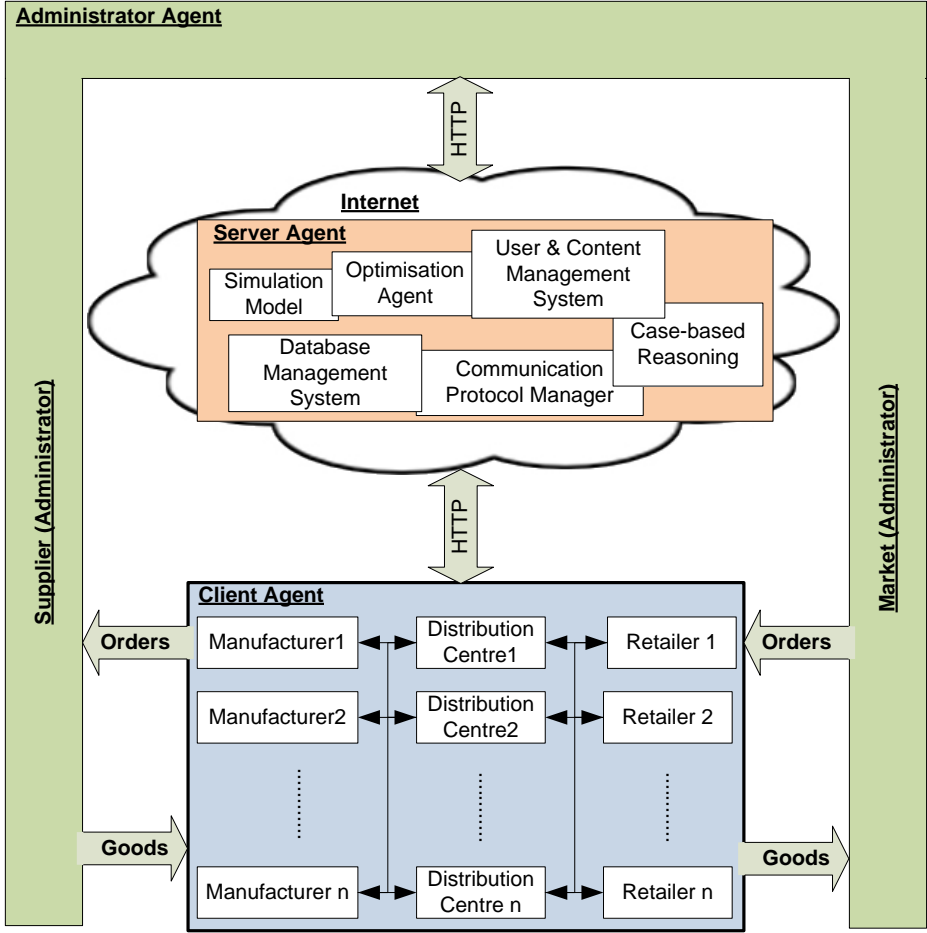 Administrator Agent
HTTP
Internet
Server Agent
Simulation
Model
Optimisation
Agent
User & Content
Management
System
Case-based
Reasoning
Database
Management
System
Communication
Protocol Manager
HTTP
Supplier (Administrator)
Market (Administrator)
Client Agent
Orders
Manufacturer1
Distribution
Centre1
Retailer 1
Orders
Manufacturer2
Distribution
Centre2
Retailer 2
Goods
Goods
Manufacturer n
Distribution
Centre n
Retailer n